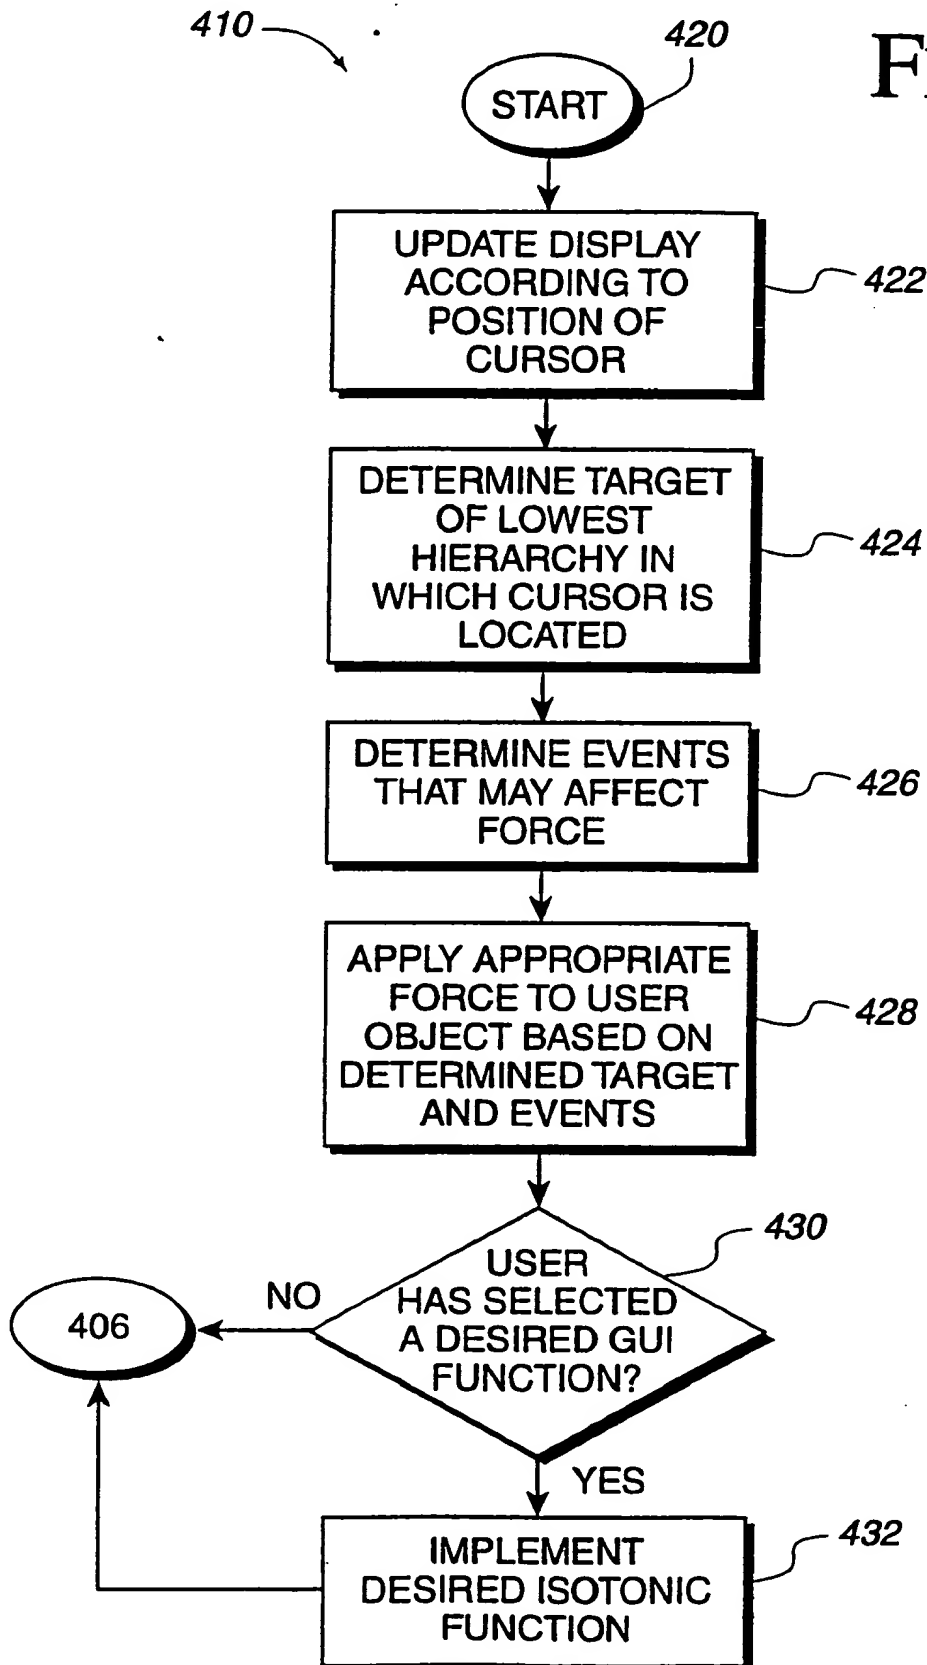 410
420
F
START
UPDATE DISPLAY
ACCORDING TO
POSITION OF
CURSOR
422
DETERMINE TARGET
OF LOWEST
HIERARCHY IN
WHICH CURSOR IS
LOCATED
424
DETERMINE EVENTS
THAT MAY AFFECT
FORCE
426
APPLY APPROPRIATE
FORCE TO USER
OBJECT BASED ON
DETERMINED TARGET
AND EVENTS
428
430
USER
HAS SELECTED
A DESIRED GUI
FUNCTION?
NO
406
YES
IMPLEMENT
DESIRED ISOTONIC
FUNCTION
432